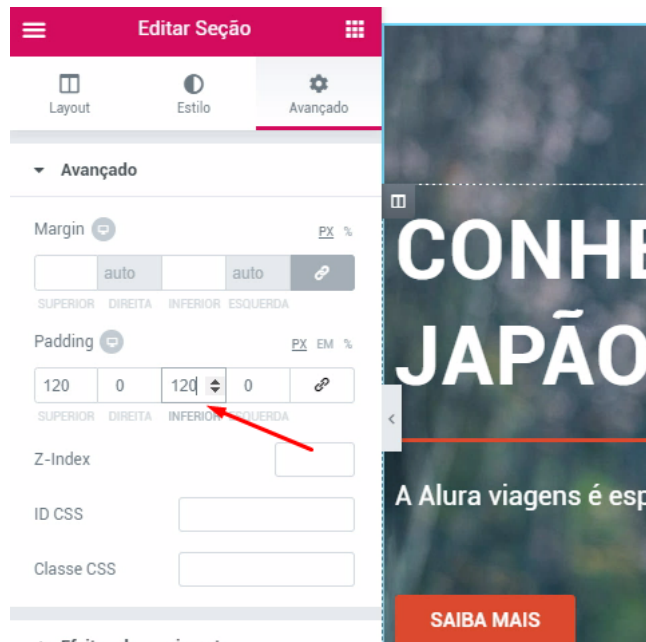 Editar Seção
Layout
Estilo
Avançado
Avançado
Margin
PX %
auto
auto
SUPERIOR DIREITA INFERIOR ESQUERDA
Padding
PX EM %
120
0
120
0
SUPERIOR DIREITA INFERIOR ESQUERDA
Z-Index
ID CSS
Classe CSS
CONHE
JAPÃO
A Alura viagens é esp
SAIBA MAIS